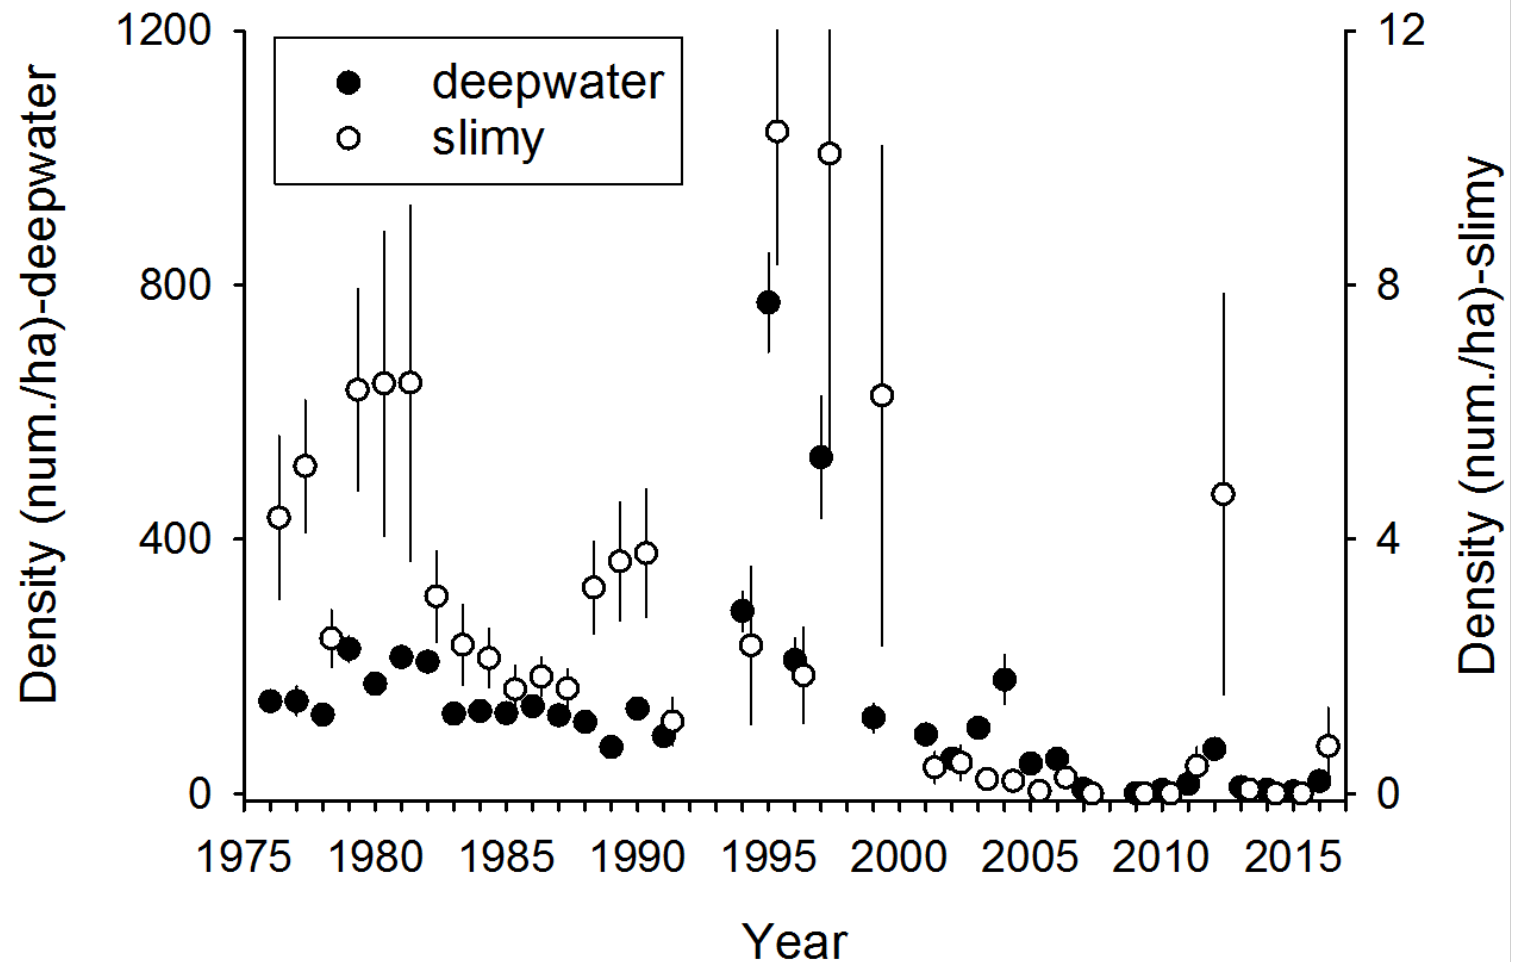 Density (num./ha)-deepwater
1200
800
400
0
deepwater
slimy
12
8
4
0
Density (num./ha)-slimy
1975 1980 1985 1990 1995 2000 2005 2010 2015
Year